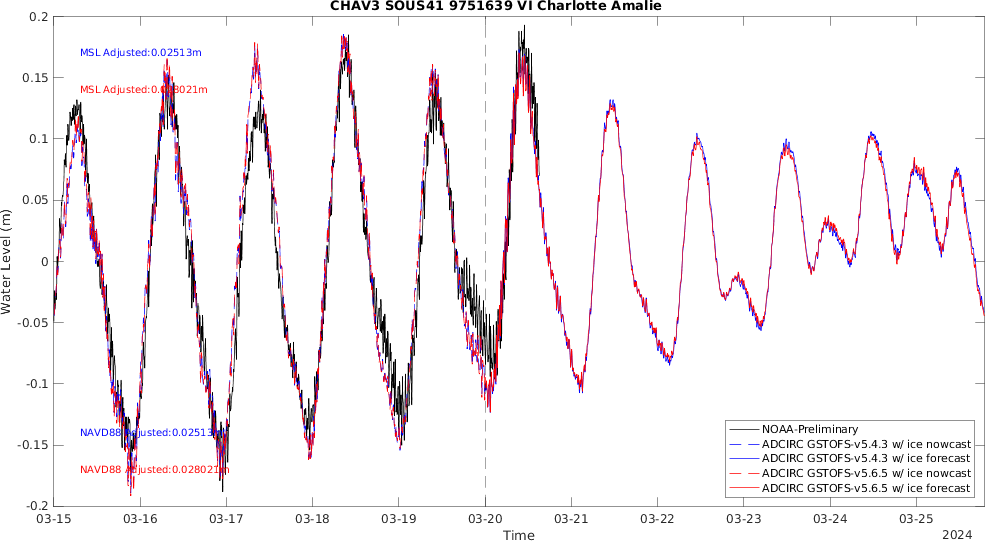 CHAV3 SOUS41 9751639 VI Charlotte Amalie
0.2
0.15
0.1
0.05
0
-0.05
-0.1
-0.15
-0.2
Water Level (m)
MSL Adjusted:0.02513m
MSL Adjusted:0.028021m
NAVD88 Adjusted:0.02513m
NAVD88 Adjusted:0.028021m
NOAA-Preliminary
ADCIRC GSTOFS-v5.4.3 w/ ice nowcast
ADCIRC GSTOFS-v5.4.3 w/ ice forecast
ADCIRC GSTOFS-v5.6.5 w/ ice nowcast
ADCIRC GSTOFS-v5.6.5 w/ ice forecast
03-15 03-16 03-17 03-18 03-19 03-20 03-21 03-22 03-23 03-24 03-25
Time
2024